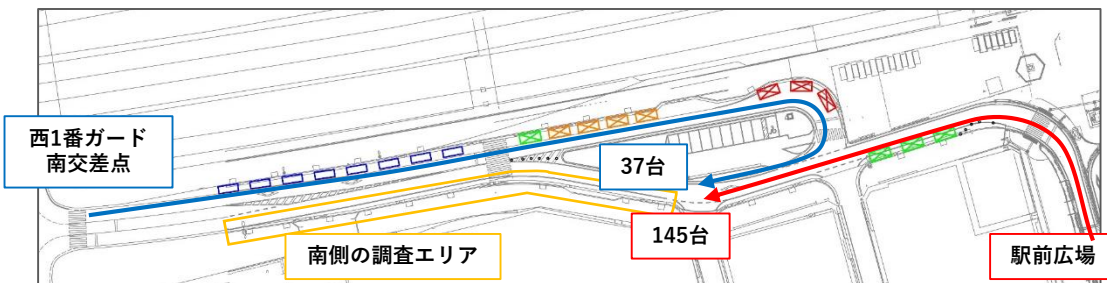 西1番ガード
南交差点
37台
145台
南側の調査エリア
駅前広場